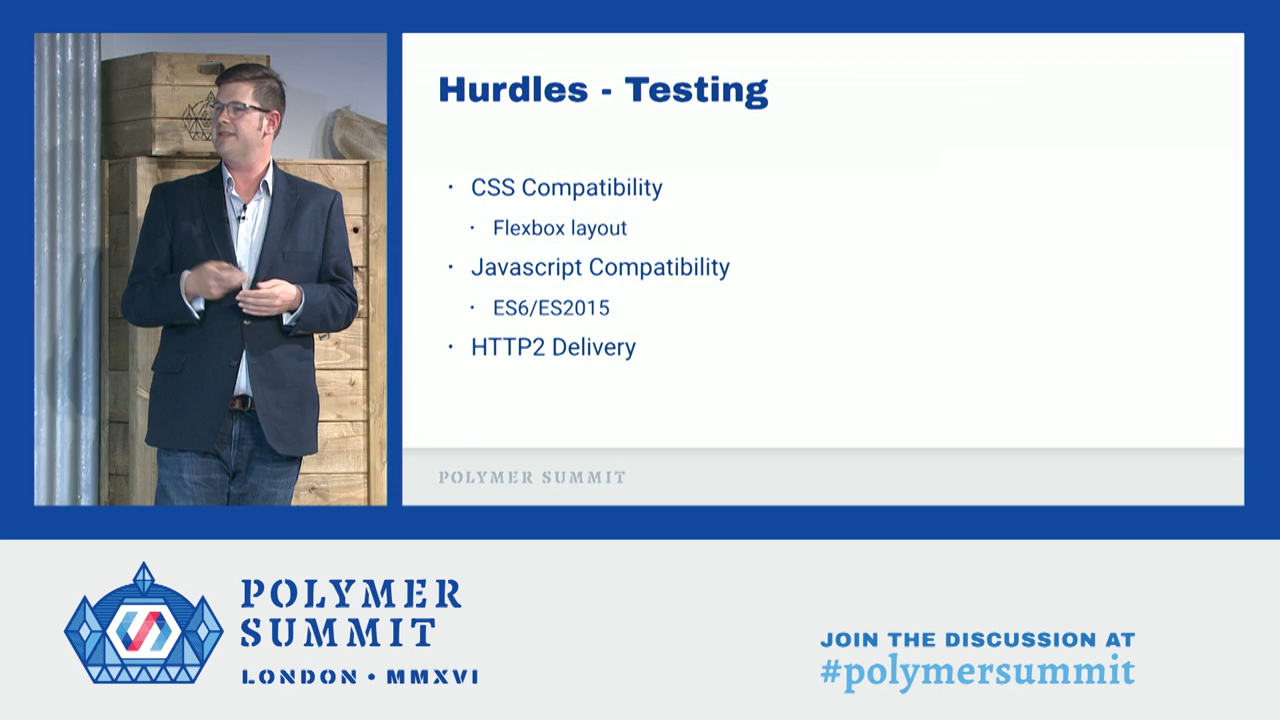 Hurdles - Testing
· CSS Compatibility
· Flexbox layout
· Javascript Compatibility
· ES6/ES2015
· HTTP2 Delivery
POLYMER SUMMIT
POLYMER
SUMMIT
LONDON • MMXVI
JOIN THE DISCUSSION AT
#polymersummit